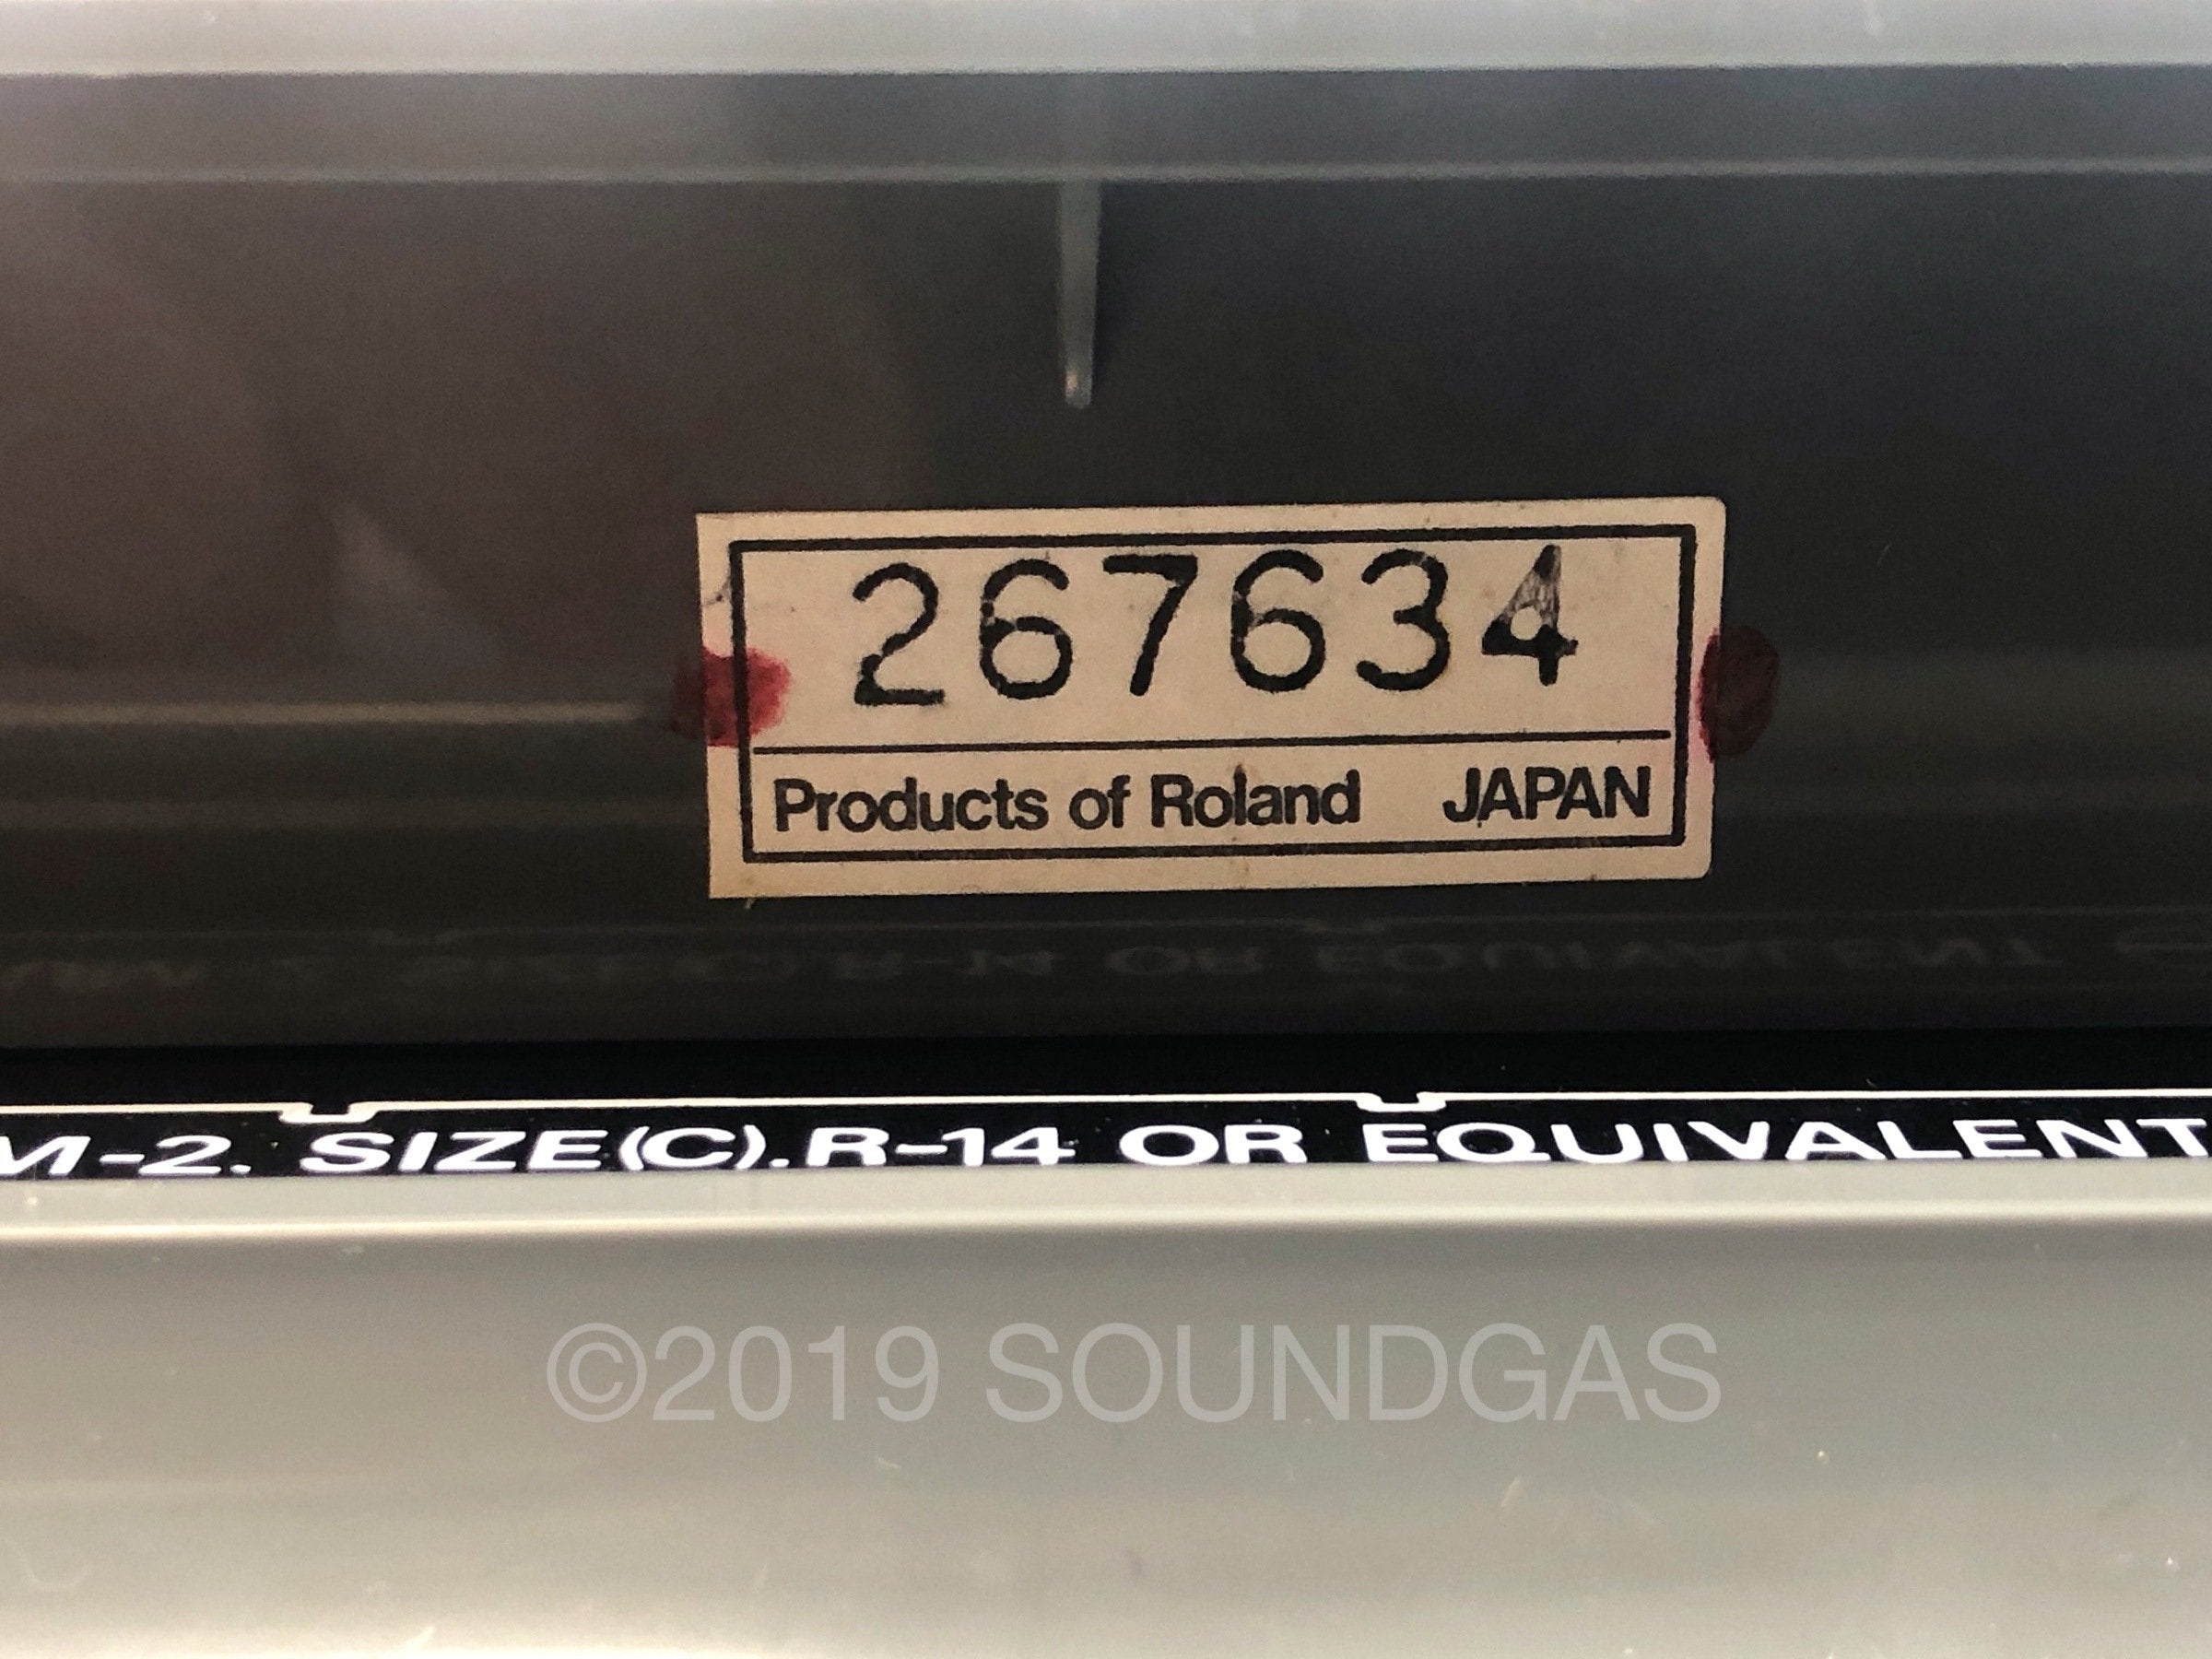 267634
Products of Roland JAPAN
M-2. SIZE(C). R-14 OR EQUIVALENT
©2019 SOUNDGAS